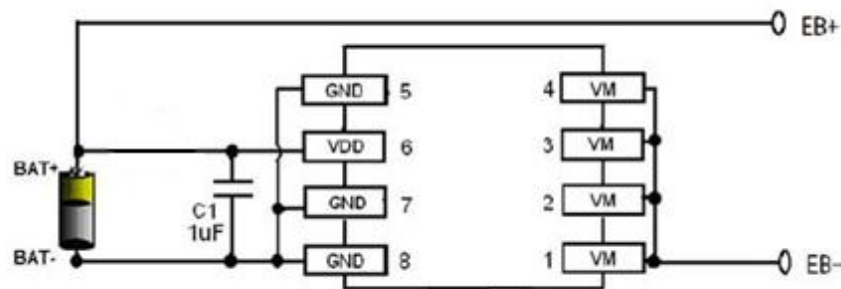 EB+
GND 5 4 VM
VDD 6 3 VM
BAT+
C1
1uF
GND 7 2 VM
BAT-
GND 8 1 VM
EB-